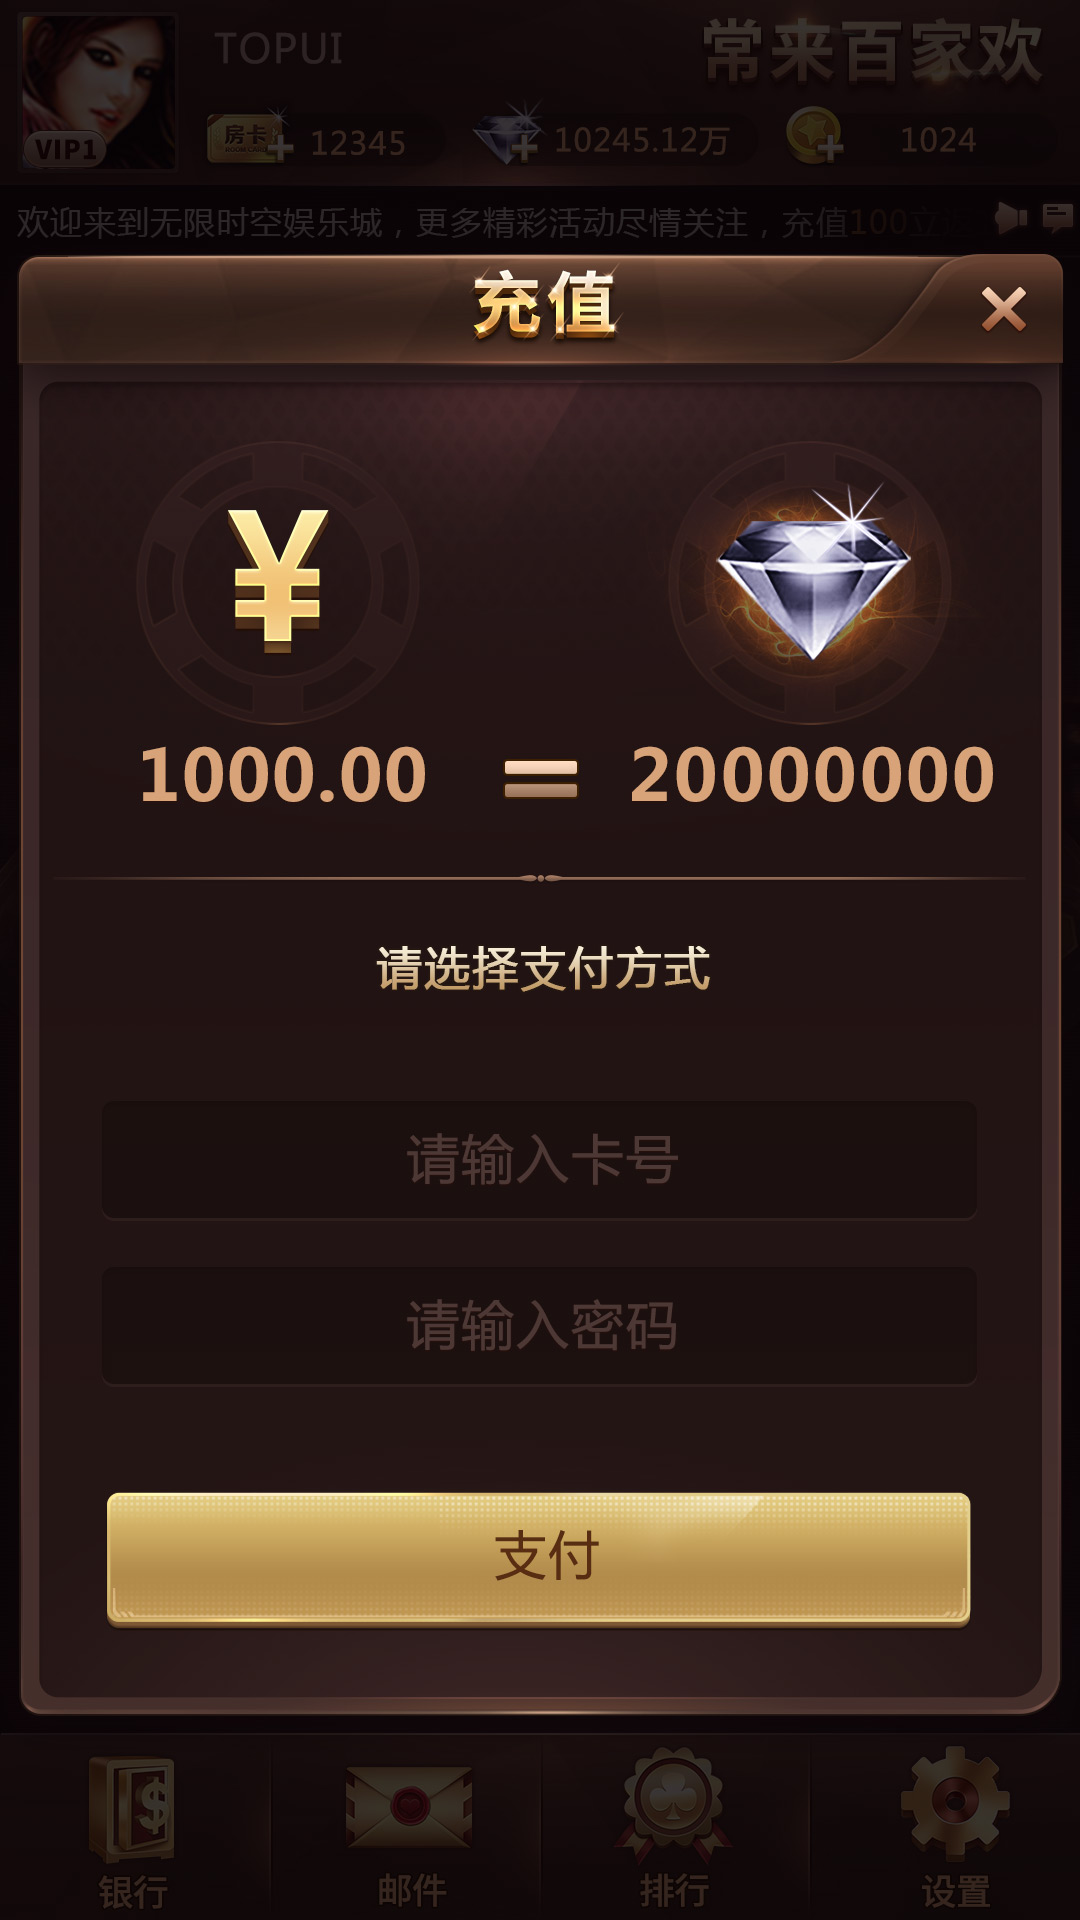 TOPUI
常来百家欢
VIP1
房卡
ROOM CARD
12345
10245.12万
1024
欢迎来到无限时空娱乐城，更多精彩活动尽情关注，充值100立
充值
¥
1000.00 = 20000000
请选择支付方式
请输入卡号
请输入密码
支付
$
银行
邮件
排行
设置